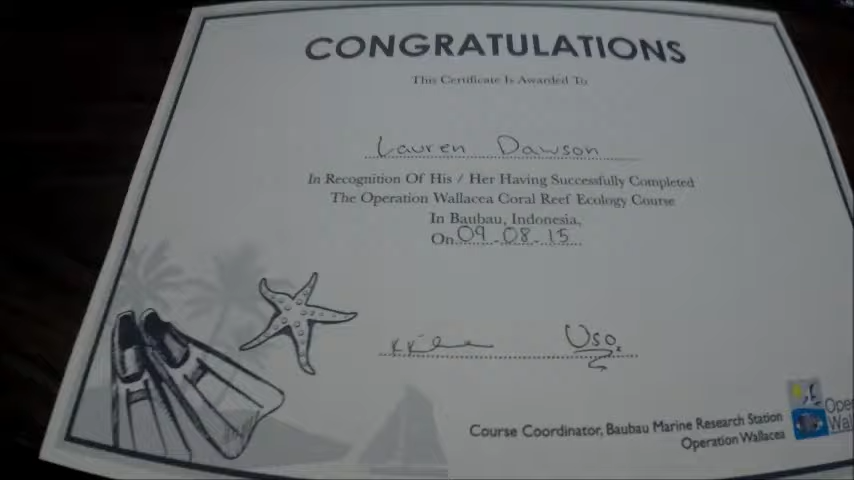 CONGRATULATIONS
This Certificate Is Awarded To
Lauren Dawson
In Recognition Of His / Her Having Successfully Completed
The Operation Wallacea Coral Reef Ecology Course
In Baubau, Indonesia,
On 09.08.15
Course Coordinator, Baubau Marine Research Station
Operation Wallacea